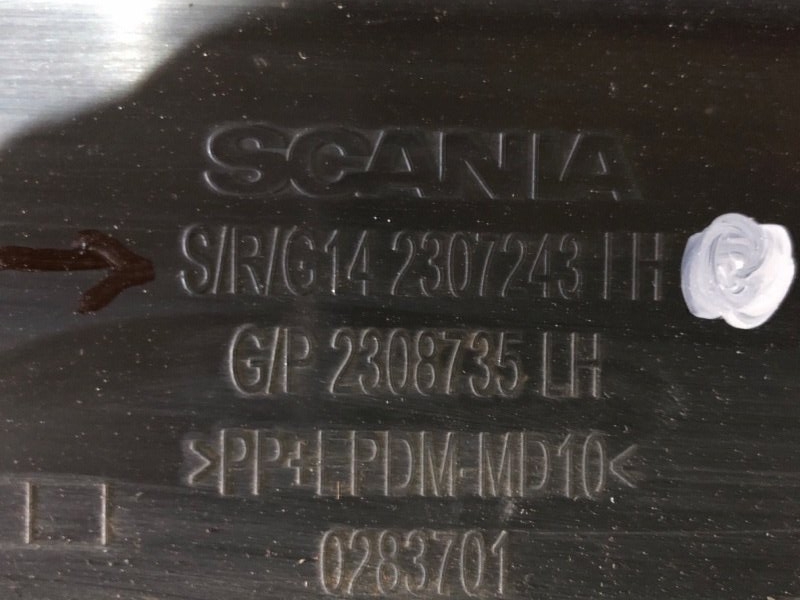 SCANIA
S/R/G14 2307243 LH
G/P 2308735 LH
>PP+EPDM-MD10<
0283701